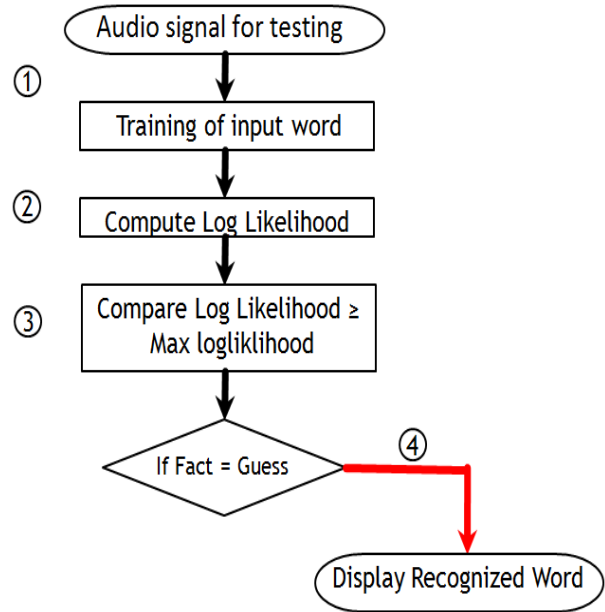 Audio signal for testing
①
Training of input word
②
Compute Log Likelihood
③
Compare Log Likelihood ≥
Max logliklihood
④
If Fact = Guess
Display Recognized Word